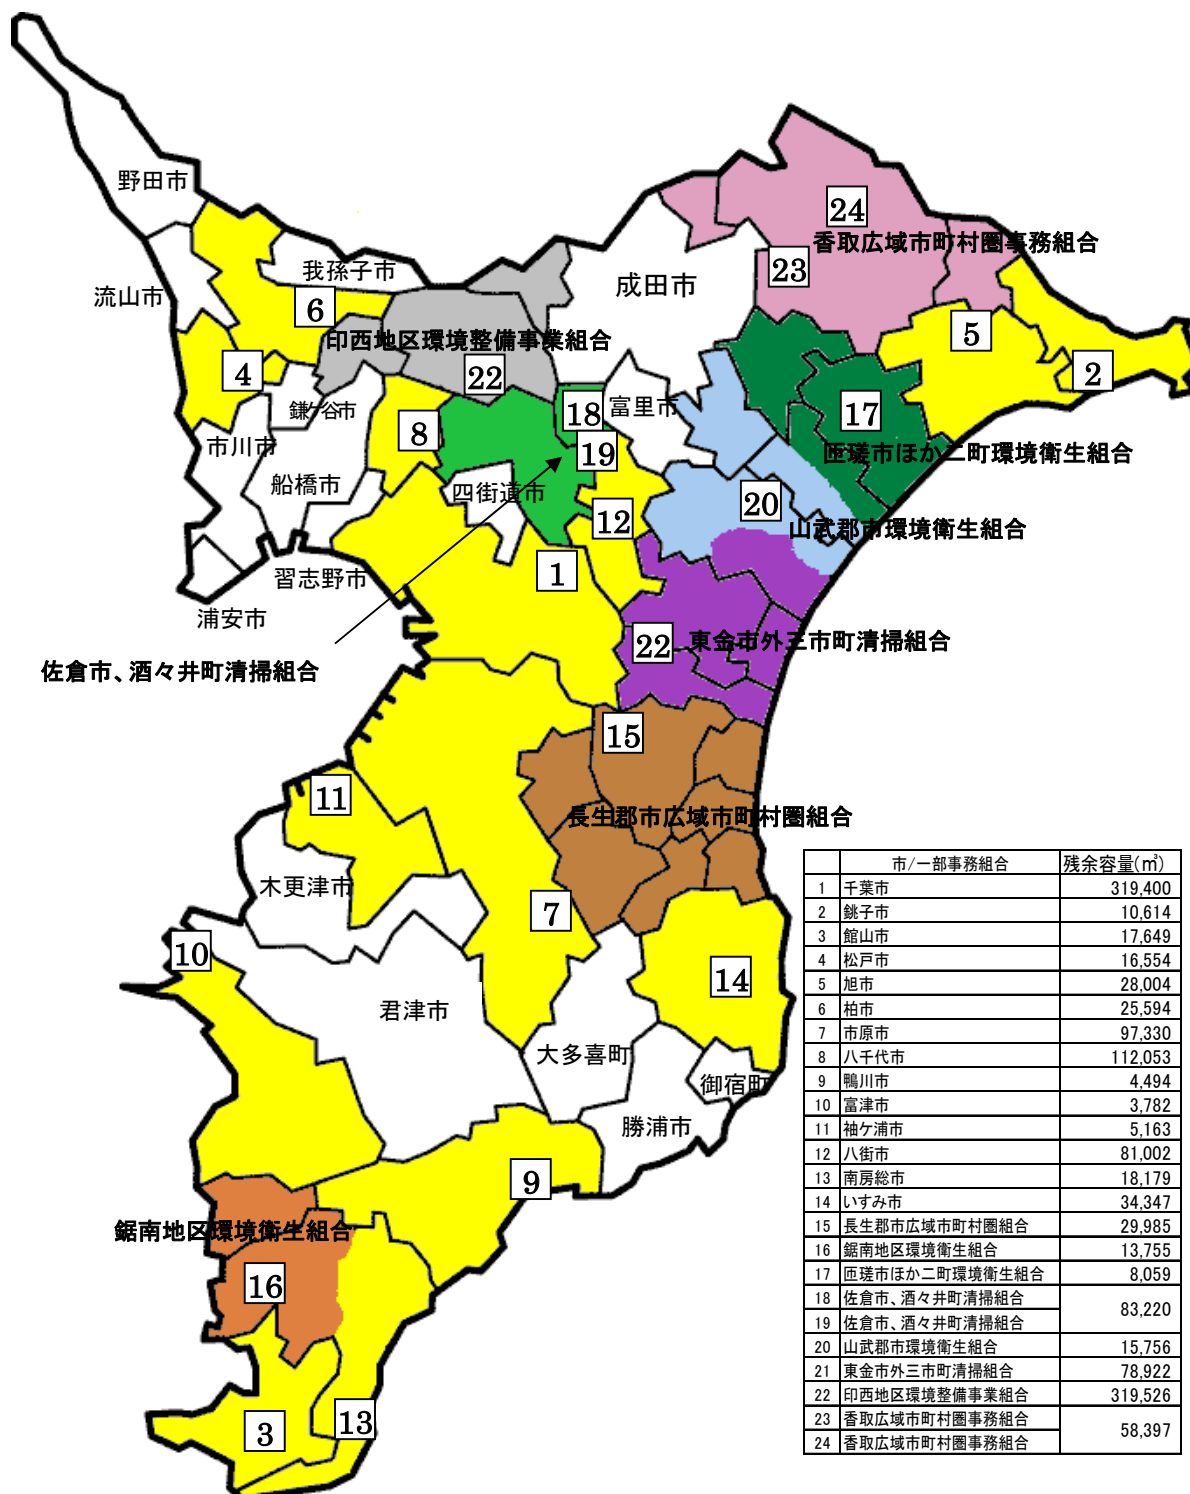 野田市
24
香取広域市町村圏事務組合
23
我孫子市
成田市
流山市
6
印西地区環境整備事業組合
5
4
22
2
鎌ケ谷市
18
富里市
17
8
市川市
19
匝瑳市ほか二町環境衛生組合
船橋市
四街道市
20
12
山武郡市環境衛生組合
習志野市
1
浦安市
22
東金市外三市町清掃組合
佐倉市、酒々井町清掃組合
15
11
長生郡市広域市町村圏組合
木更津市
7
10
14
君津市
大多喜町
御宿町
勝浦市
9
鋸南地区環境衛生組合
16
3
13
市/一部事務組合 残余容量(㎥)
1 千葉市 319,400
2 銚子市 10,614
3 館山市 17,649
4 松戸市 16,554
5 旭市 28,004
6 柏市 25,594
7 市原市 97,330
8 八千代市 112,053
9 鴨川市 4,494
10 富津市 3,782
11 袖ケ浦市 5,163
12 八街市 81,002
13 南房総市 18,179
14 いすみ市 34,347
15 長生郡市広域市町村圏組合 29,985
16 鋸南地区環境衛生組合 13,755
17 匝瑳市ほか二町環境衛生組合 8,059
18 佐倉市、酒々井町清掃組合 83,220
19 佐倉市、酒々井町清掃組合
20 山武郡市環境衛生組合 15,756
21 東金市外三市町清掃組合 78,922
22 印西地区環境整備事業組合 319,526
23 香取広域市町村圏事務組合 58,397
24 香取広域市町村圏事務組合